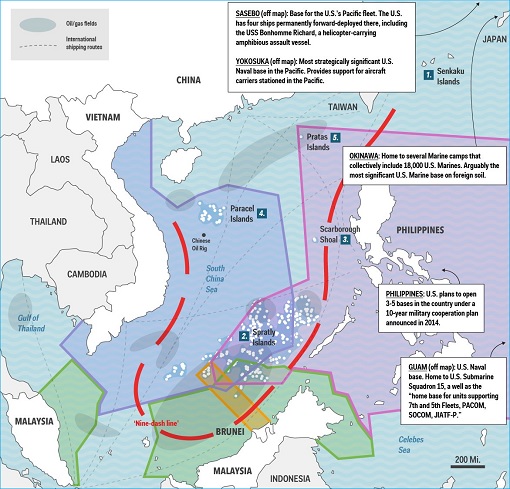 Oil/gas fields
International
shipping routes
SASEBO (off map): Base for the U.S.'s Pacific fleet. The U.S.
has four ships permanently forward-deployed there, including
the USS Bonhomme Richard, a helicopter-carrying
amphibious assault vessel.
YOKOSUKA (off map): Most strategically significant U.S.
Naval base in the Pacific. Provides support for aircraft
carriers stationed in the Pacific.
JAPAN
1.
Senkaku
Islands
CHINA
TAIWAN
VIETNAM
Pratas
Islands
5.
OKINAWA: Home to several Marine camps that
collectively include 18,000 U.S. Marines. Arguably the
most significant U.S. Marine base on foreign soil.
LAOS
Paracel
Islands
4.
THAILAND
Chinese
Oil Rig
Scarborough
Shoal
3.
PHILIPPINES
CAMBODIA
South
China
Sea
PHILIPPINES: U.S. plans to open
3-5 bases in the country under a
10-year military cooperation plan
announced in 2014.
Gulf of
Thailand
2.
Spratly
Islands
GUAM (off map): U.S. Naval
base. Home to U.S. Submarine
Squadron 15, a well as the
"home base for units supporting
7th and 5th Fleets, PACOM,
SOCOM, JIATF-P."
MALAYSIA
'Nine-dash line'
BRUNEI
Celebes
Sea
MALAYSIA
INDONESIA
200 Mi.